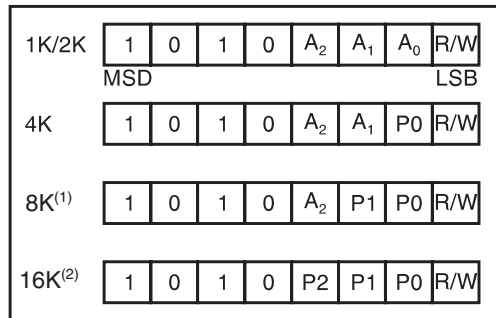 1K/2K 1 0 1 0 A₂ A₁ A₀ R/W
MSD LSB
4K 1 0 1 0 A₂ A₁ P0 R/W
8K⁽¹⁾ 1 0 1 0 A₂ P1 P0 R/W
16K⁽²⁾ 1 0 1 0 P2 P1 P0 R/W